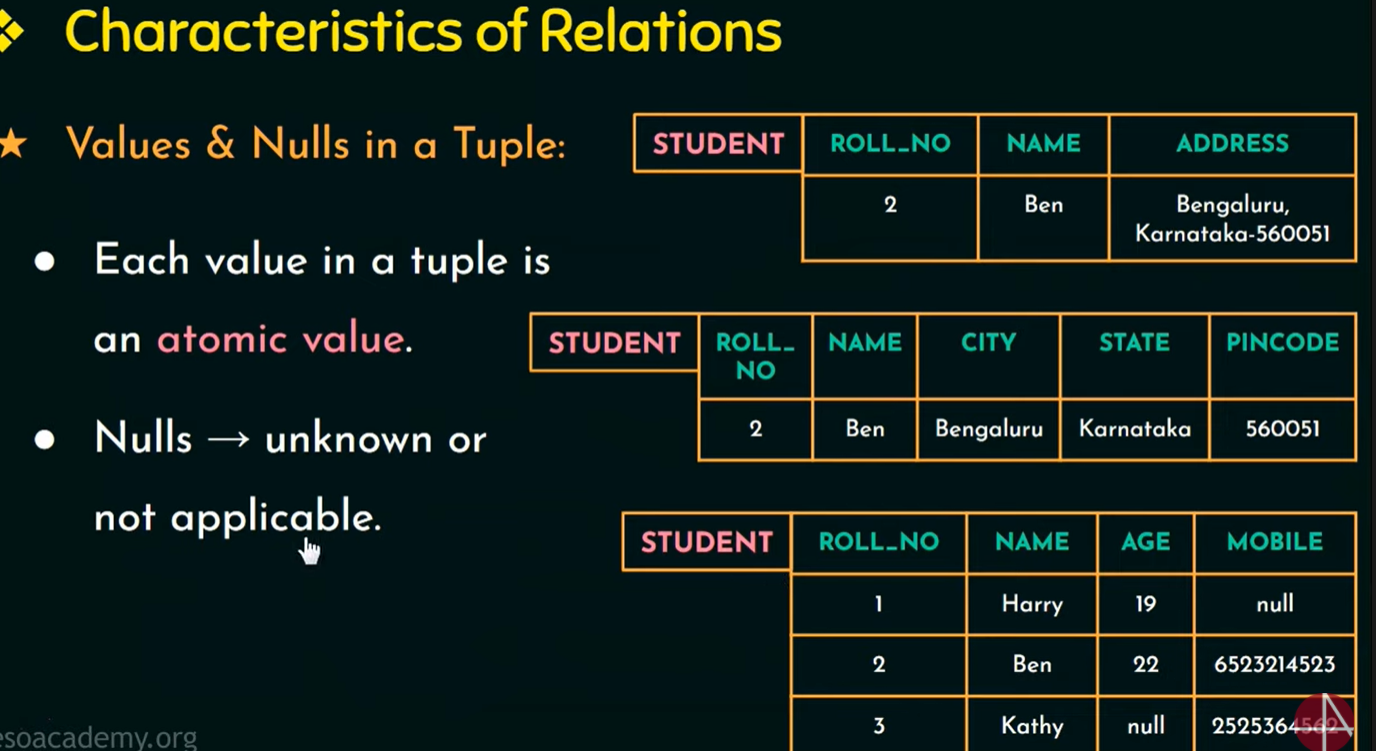 Characteristics of Relations
Values & Nulls in a Tuple:
Each value in a tuple is
an atomic value.
Nulls → unknown or
not applicable.
STUDENT ROLL_NO NAME ADDRESS
2 Ben Bengaluru,
Karnataka-560051
STUDENT ROLL_ NAME CITY STATE PINCODE
NO
2 Ben Bengaluru Karnataka 560051
STUDENT ROLL_NO NAME AGE MOBILE
1 Harry 19 null
2 Ben 22 6523214523
3 Kathy null 2525364562
esoacademy.org